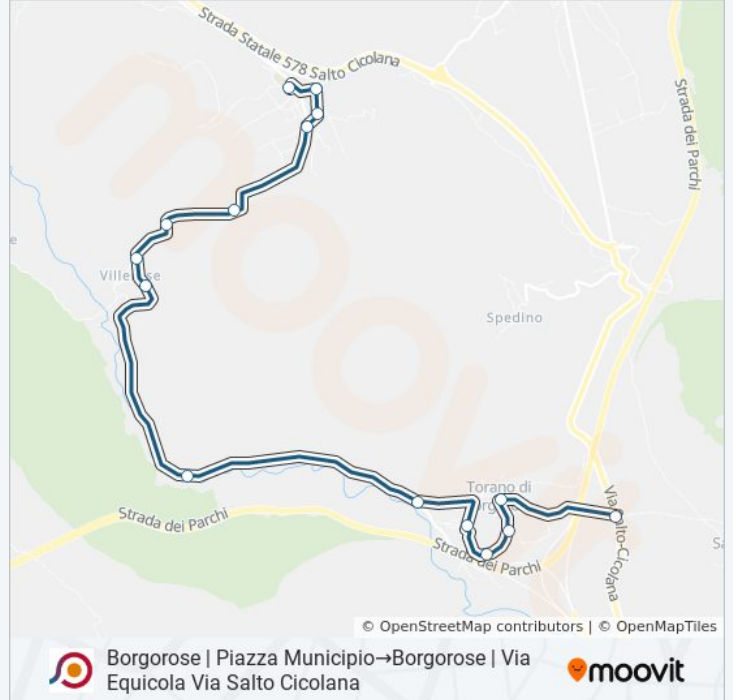 Strada Statale 578 Salto Cicolana
Strada dei Parchi
Spedino
Torano di
Via Salto-Cicolana
Strada dei Parchi
Strada dei Parchi
© OpenStreetMap contributors | © OpenMapTiles
Borgorose | Piazza Municipio→Borgorose | Via
Equicola Via Salto Cicolana
moovit
moovit